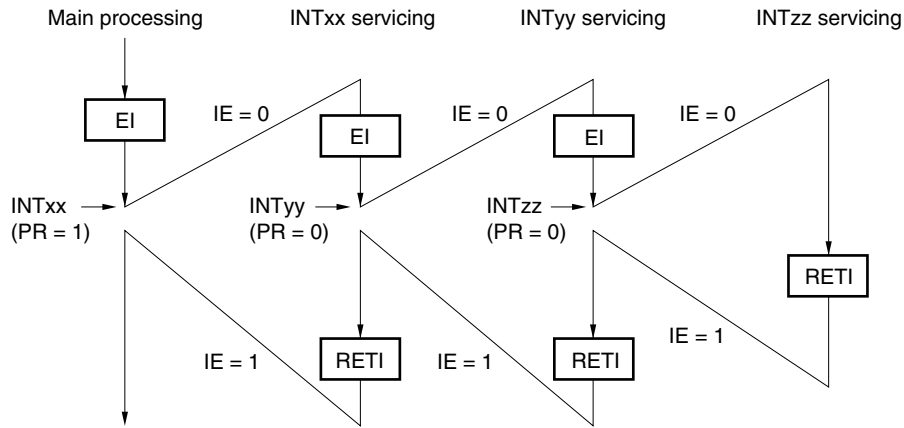 Main processing
INTxx servicing
INTyy servicing
INTzz servicing
EI
IE = 0
EI
IE = 0
EI
IE = 0
INTxx
(PR = 1)
INTyy
(PR = 0)
INTzz
(PR = 0)
RETI
IE = 1
RETI
IE = 1
RETI
IE = 1